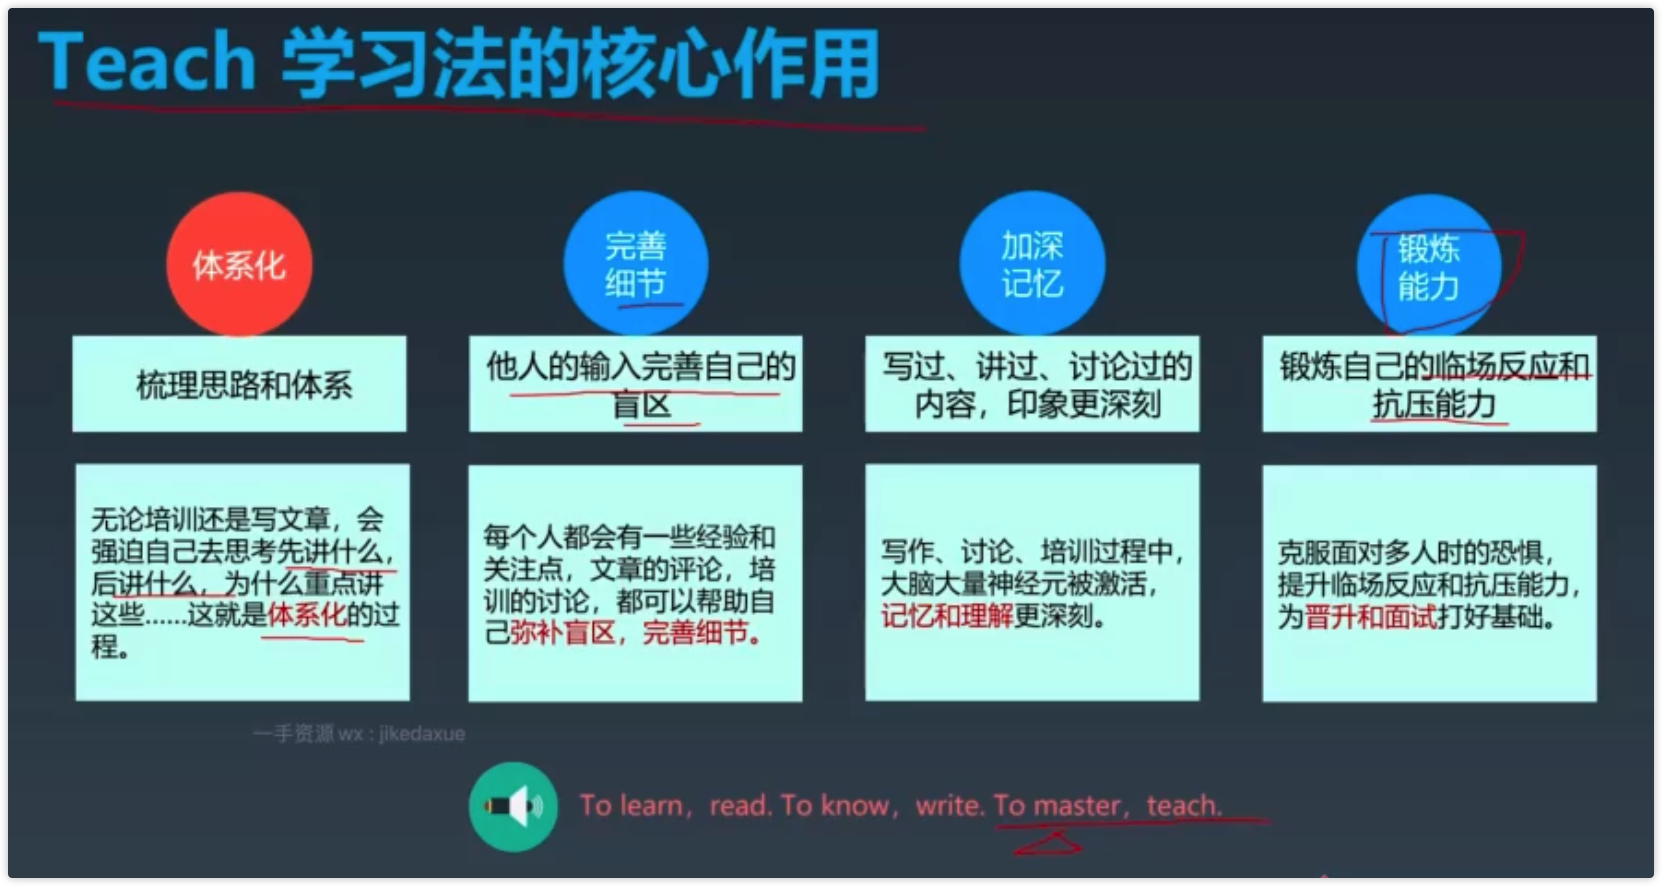 Teach 学习法的核心作用
体系化
梳理思路和体系
无论培训还是写文章，会
强迫自己去思考先讲什么，
后讲什么，为什么重点讲
这些......这就是体系化的过
程。
完善
细节
他人的输入完善自己的
盲区
每个人都会有一些经验和
关注点，文章的评论，培
训的讨论，都可以帮助自
己弥补盲区，完善细节。
加深
记忆
写过、讲过、讨论过的
内容，印象更深刻
写作、讨论、培训过程中，
大脑大量神经元被激活，
记忆和理解更深刻。
锻炼
能力
锻炼自己的临场反应和
抗压能力
克服面对多人时的恐惧，
提升临场反应和抗压能力，
为晋升和面试打好基础。
一手资源 wx : jikedaxue
To learn，read. To know，write. To master，teach.